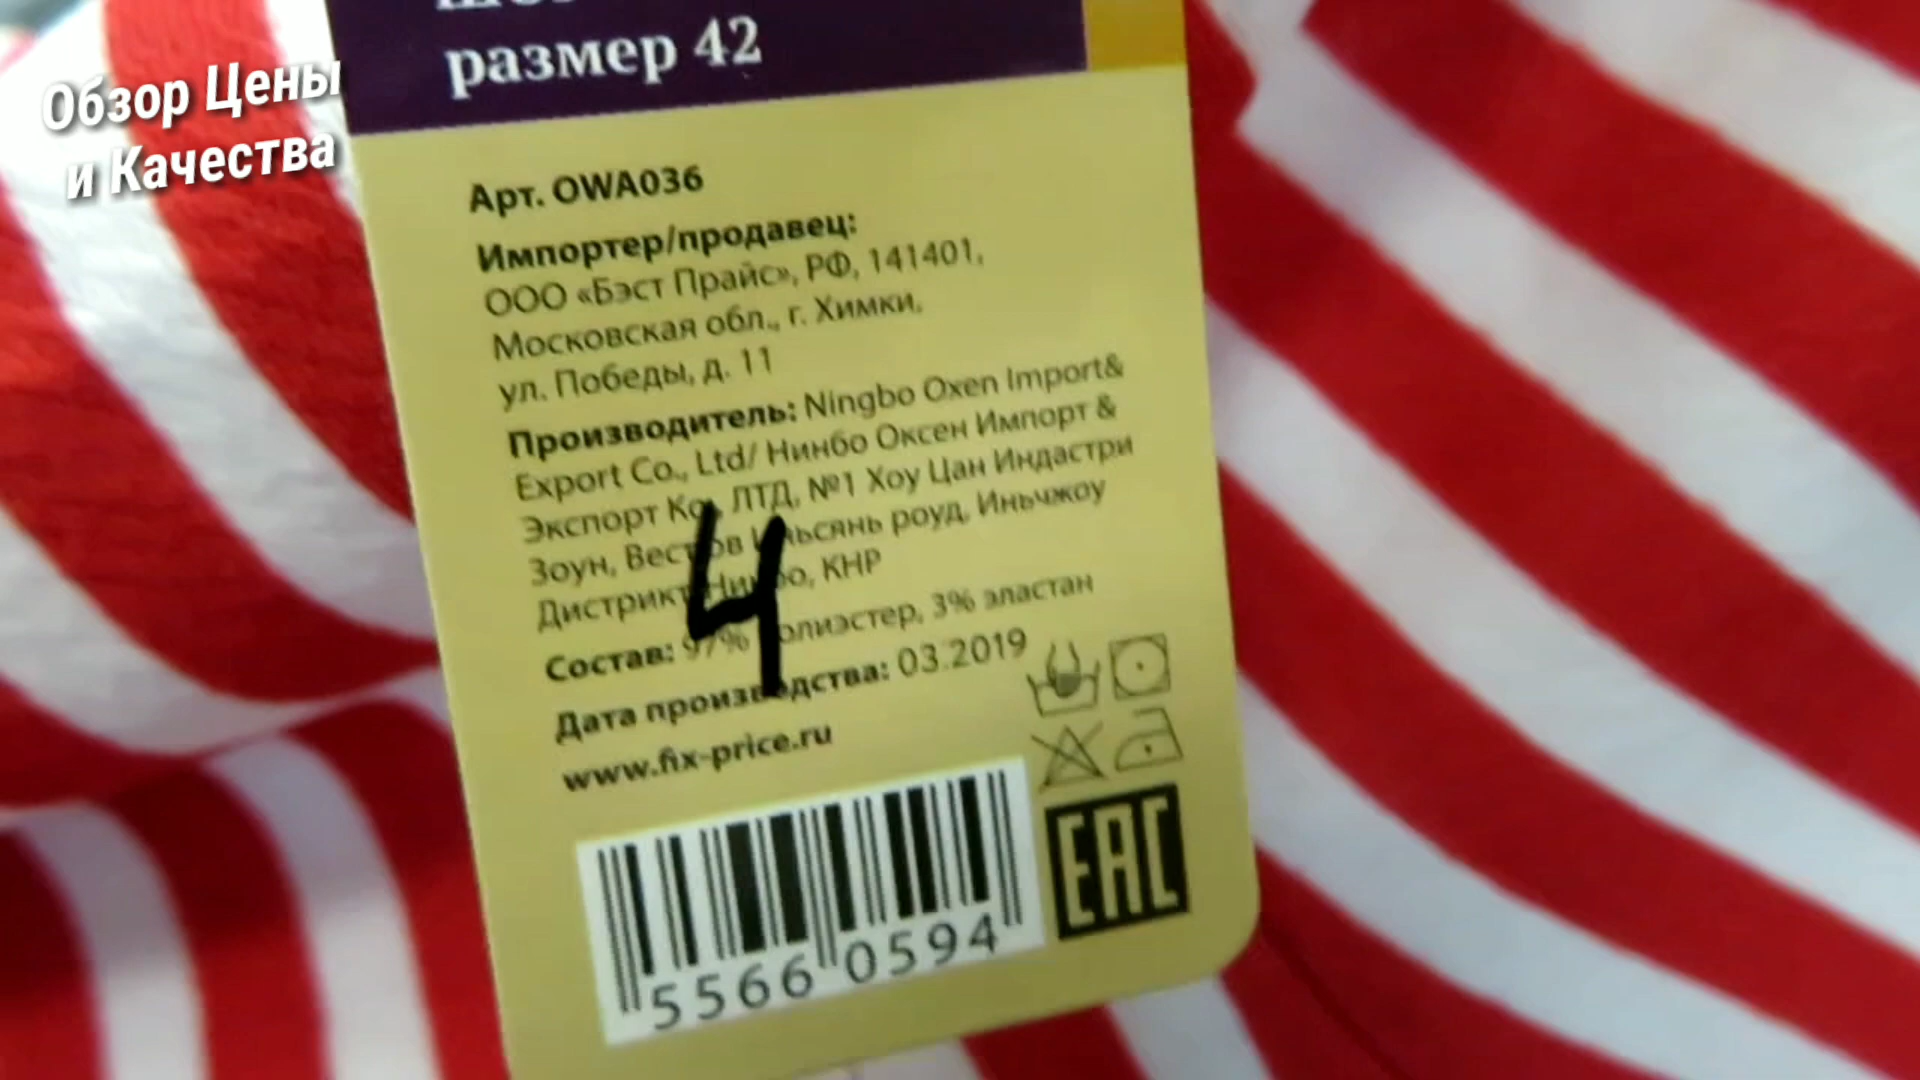 Обзор Цены
и Качества
размер 42
Арт. OWA036
Импортер/продавец:
ООО «Бэст Прайс», РФ, 141401,
Московская обл., г. Химки,
ул. Победы, д. 11
Производитель: Ningbo Oxen Import&
Export Co., Ltd/ Нинбо Оксен Импорт &
Экспорт Ко., ЛТД, №1 Хоу Цан Индастри
Зоун, роуд, Иньчжоу
Дистрикт, Нинбо, КНР
Состав: 97% полиэстер, 3% эластан
Дата производства: 03.2019
www.fix-price.ru
EAC
5566 0594
4